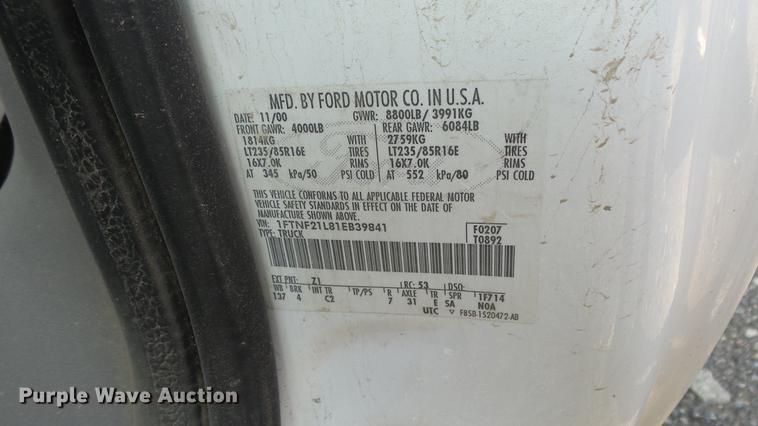 MFD. BY FORD MOTOR CO. IN U.S.A.
DATE: 11/00 GVWR: 8800LB/ 3991KG
FRONT GAWR: 4000LB REAR GAWR: 6084LB
1814KG WITH 2759KG WITH
LT235/85R16E TIRES LT235/85R16E TIRES
16X7.0K RIMS 16X7.0K RIMS
AT 345 kPa/50 PSI COLD AT 552 kPa/80 PSI COLD
THIS VEHICLE CONFORMS TO ALL APPLICABLE FEDERAL MOTOR
VEHICLE SAFETY STANDARDS IN EFFECT ON THE DATE OF
MANUFACTURE SHOWN ABOVE.
VIN: 1FTNF21L81EB39841 F0207
TYPE: TRUCK T0892
EXT PNT: Z1 RC: 53 DSO:
WB BRK INT TR TP/PS R AXLE TR SPR 1F714
137 4 C2 7 31 E SA N0A
UTC F85B-1520472-AB
Purple Wave Auction